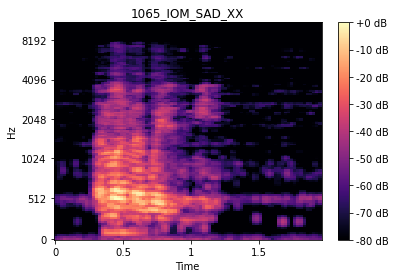 1065_IOM_SAD_XX
+0 dB
8192
-10 dB
4096
-20 dB
-30 dB
2048
Hz
-40 dB
1024
-50 dB
-60 dB
512
-70 dB
0
-80 dB
0
0.5
1
1.5
Time